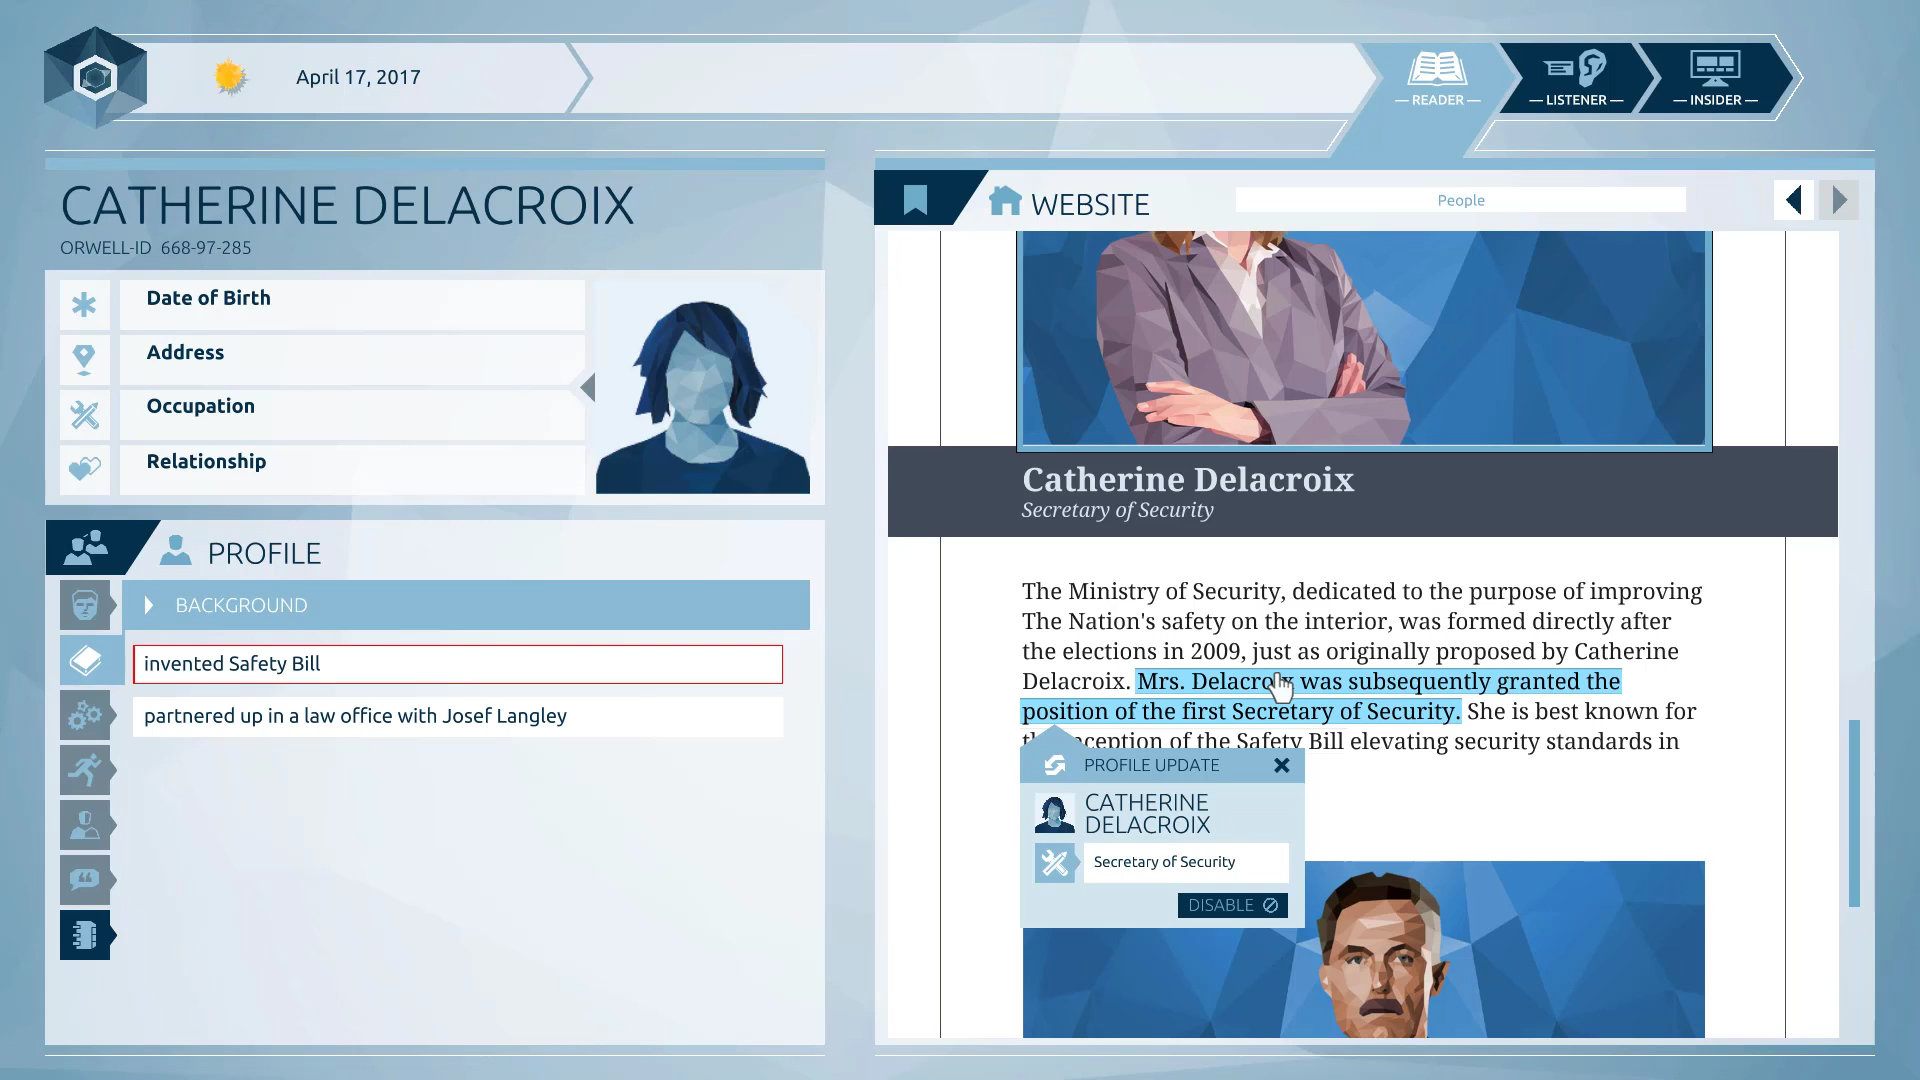 April 17, 2017
READER
LISTENER
INSIDER
CATHERINE DELACROIX
ORWELL-ID 668-97-285
Date of Birth
Address
Occupation
Relationship
PROFILE
BACKGROUND
invented Safety Bill
partnered up in a law office with Josef Langley
WEBSITE
People
Catherine Delacroix
Secretary of Security
The Ministry of Security, dedicated to the purpose of improving
The Nation's safety on the interior, was formed directly after
the elections in 2009, just as originally proposed by Catherine
Delacroix. Mrs. Delacroix was subsequently granted the
position of the first Secretary of Security. She is best known for
of the Safety Bill elevating security standards in
PROFILE UPDATE
CATHERINE
DELACROIX
Secretary of Security
DISABLE